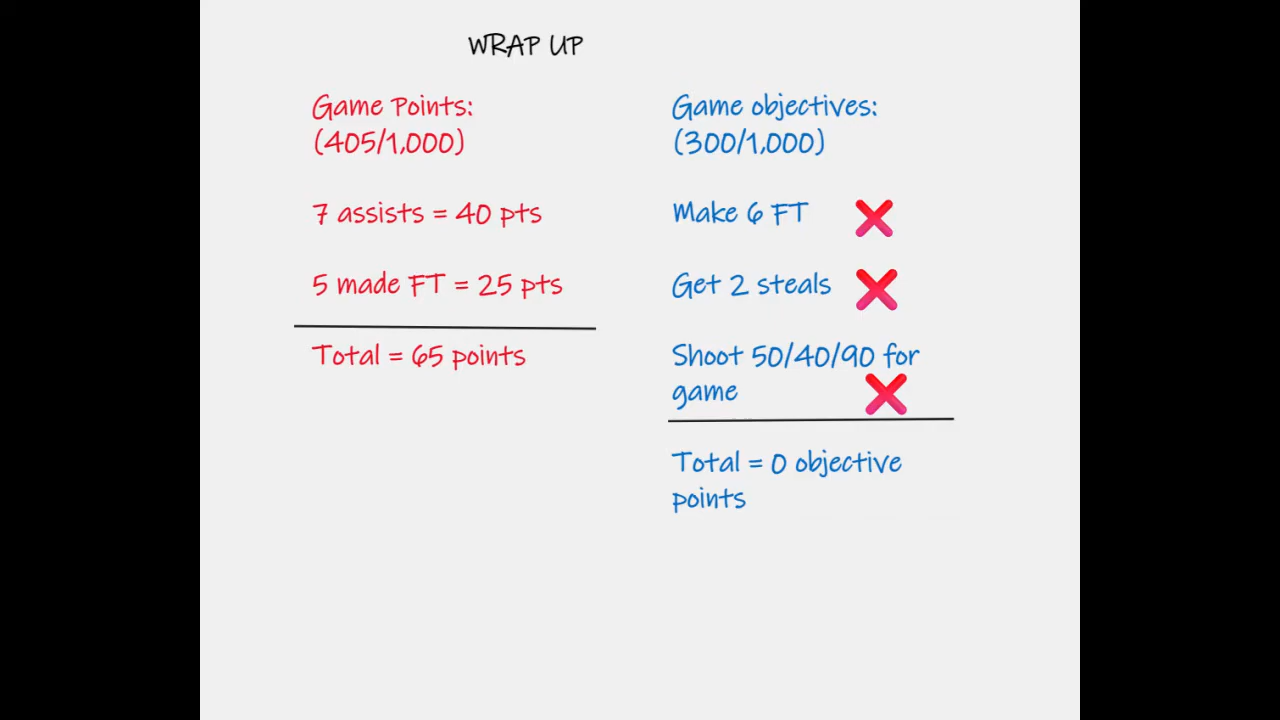 WRAP UP
Game Points:
(405/1,000)
7 assists = 40 pts
5 made FT = 25 pts
Total = 65 points
Game objectives:
(300/1,000)
Make 6 FT
Get 2 steals
Shoot 50/40/90 for
game
Total = 0 objective
points